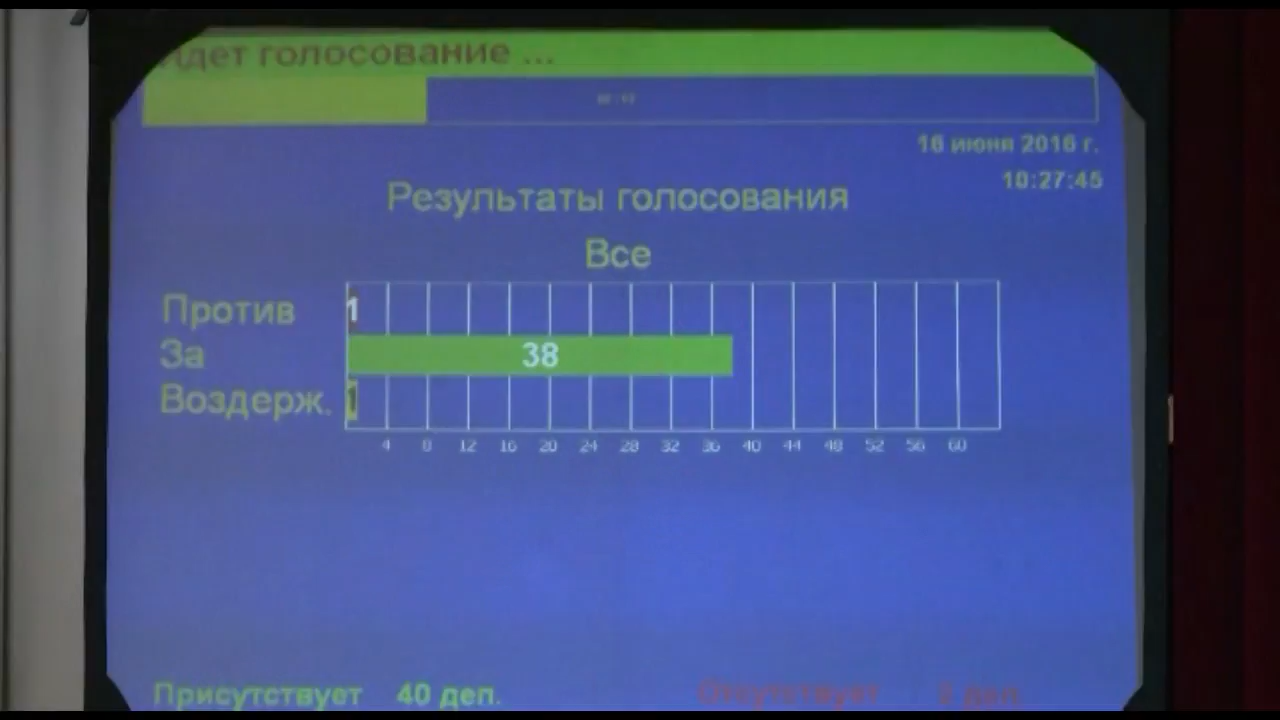 Идет голосование ...
16 июня 2016 г.
10:27:45
Результаты голосования
Все
Против 1
За 38
Воздерж. 1
4 8 12 16 20 24 28 32 36 40 44 48 52 56 60
Присутствует 40 деп. Отсутствует деп.